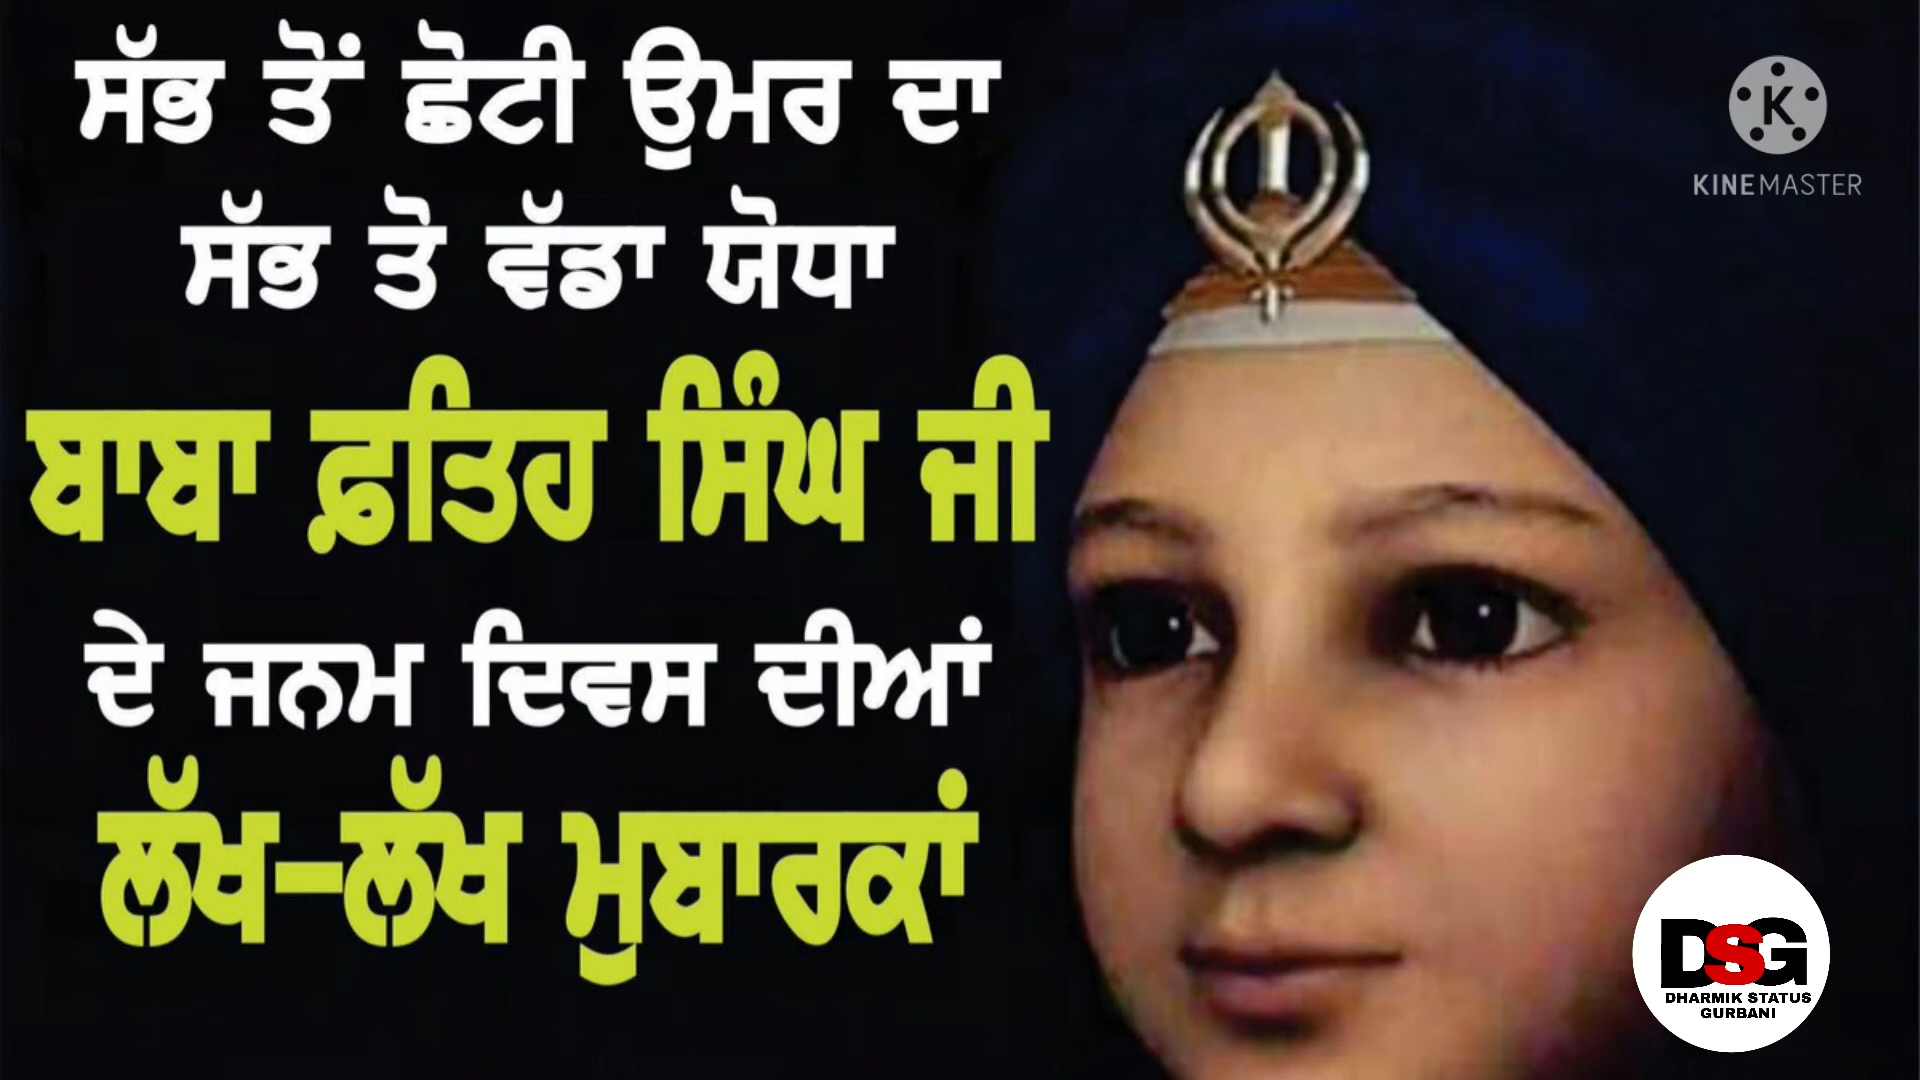 ਸੱਭ ਤੋਂ ਛੋਟੀ ਉਮਰ ਦਾ
ਸੱਭ ਤੋ ਵੱਡਾ ਯੋਧਾ
ਬਾਬਾ ਫ਼ਤਿਹ ਸਿੰਘ ਜੀ
ਦੇ ਜਨਮ ਦਿਵਸ ਦੀਆਂ
ਲੱਖ-ਲੱਖ ਮੁਬਾਰਕਾਂ
K
KINEMASTER
DSG
DHARMIK STATUS
GURBANI